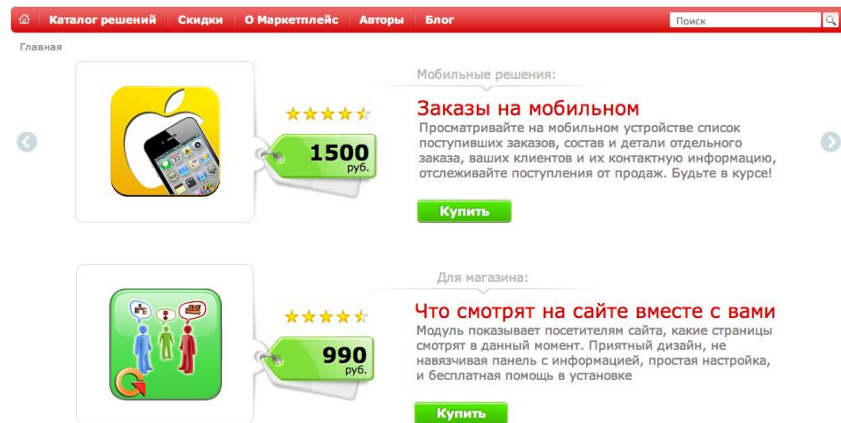 Каталог решений Скидки О Маркетплейс Авторы Блог Поиск
Главная
Мобильные решения:
Заказы на мобильном
Просматривайте на мобильном устройстве список
поступивших заказов, состав и детали отдельного
заказа, ваших клиентов и их контактную информацию,
отслеживайте поступления от продаж. Будьте в курсе!
1500
руб.
Купить
Для магазина:
Что смотрят на сайте вместе с вами
Модуль показывает посетителям сайта, какие страницы
смотрят в данный момент. Приятный дизайн, не
навязчивая панель с информацией, простая настройка,
и бесплатная помощь в установке
990
руб.
Купить